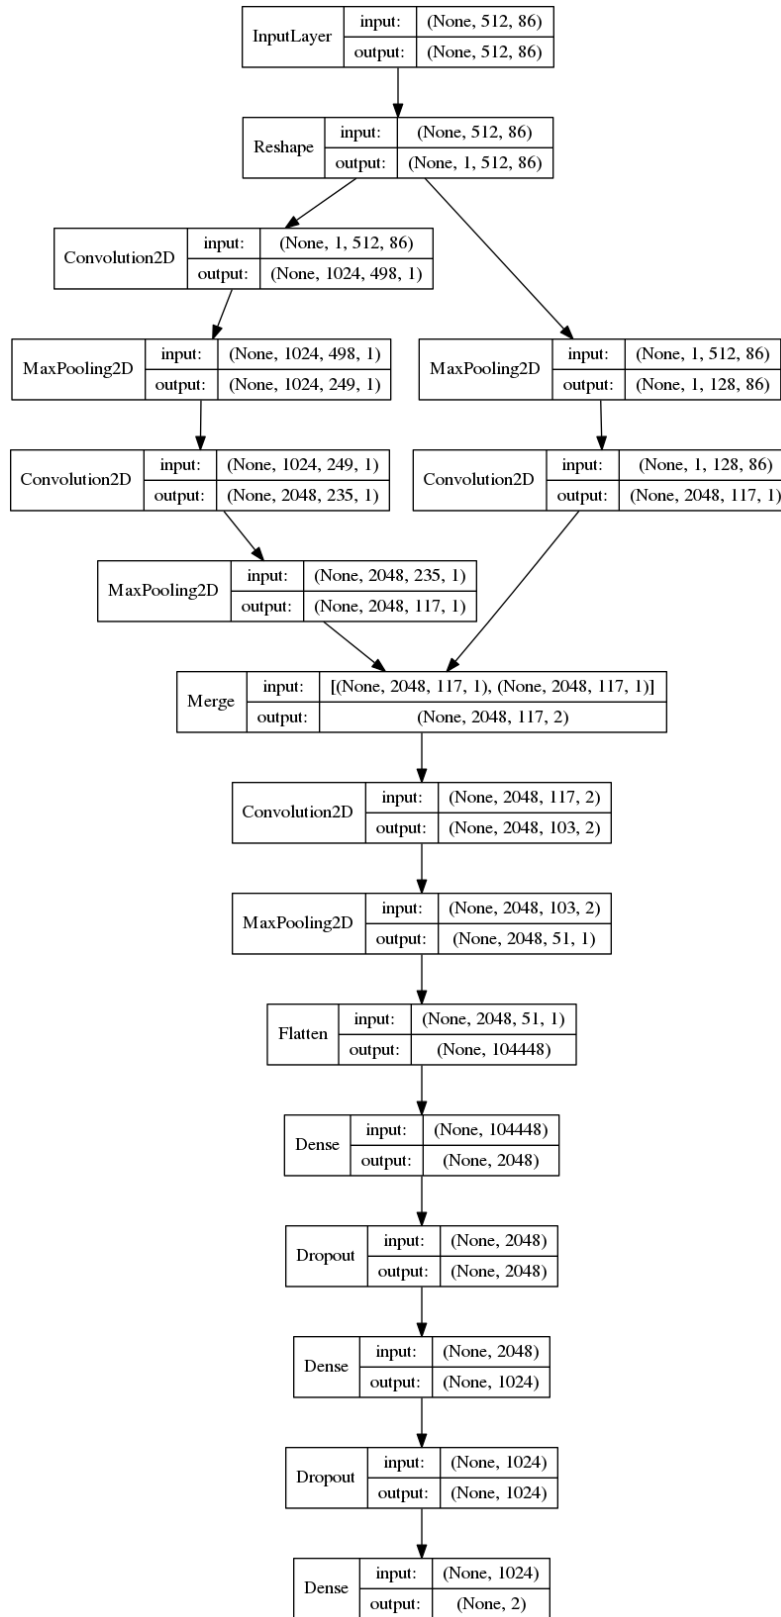 InputLayer
input: (None, 512, 86)
output: (None, 512, 86)
Reshape
input: (None, 512, 86)
output: (None, 1, 512, 86)
Convolution2D
input: (None, 1, 512, 86)
output: (None, 1024, 498, 1)
MaxPooling2D
input: (None, 1024, 498, 1)
output: (None, 1024, 249, 1)
MaxPooling2D
input: (None, 1, 512, 86)
output: (None, 1, 128, 86)
Convolution2D
input: (None, 1024, 249, 1)
output: (None, 2048, 235, 1)
Convolution2D
input: (None, 1, 128, 86)
output: (None, 2048, 117, 1)
MaxPooling2D
input: (None, 2048, 235, 1)
output: (None, 2048, 117, 1)
Merge
input: [(None, 2048, 117, 1), (None, 2048, 117, 1)]
output: (None, 2048, 117, 2)
Convolution2D
input: (None, 2048, 117, 2)
output: (None, 2048, 103, 2)
MaxPooling2D
input: (None, 2048, 103, 2)
output: (None, 2048, 51, 1)
Flatten
input: (None, 2048, 51, 1)
output: (None, 104448)
Dense
input: (None, 104448)
output: (None, 2048)
Dropout
input: (None, 2048)
output: (None, 2048)
Dense
input: (None, 2048)
output: (None, 1024)
Dropout
input: (None, 1024)
output: (None, 1024)
Dense
input: (None, 1024)
output: (None, 2)